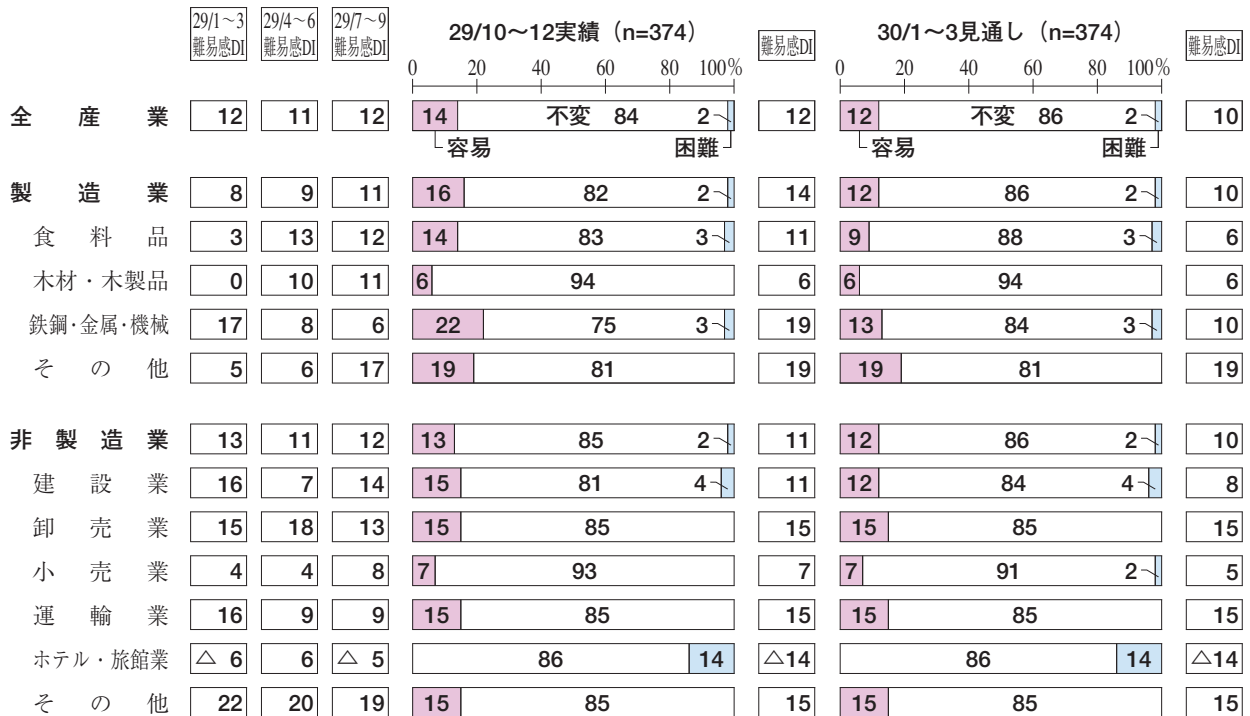 29/1～3 難易感DI 29/4～6 難易感DI 29/7～9 難易感DI 29/10～12実績（n=374） 難易感DI 30/1～3見通し（n=374） 難易感DI
0 20 40 60 80 100% 0 20 40 60 80 100%
全産業 12 11 12 14 不変 84 2 12 12 不変 86 2 10
容易 困難 容易 困難
製造業 8 9 11 16 82 2 14 12 86 2 10
食料品 3 13 12 14 83 3 11 9 88 3 6
木材・木製品 0 10 11 6 94 6 6 94 6
鉄鋼・金属・機械 17 8 6 22 75 3 19 13 84 3 10
その他 5 6 17 19 81 19 19 81 19
非製造業 13 11 12 13 85 2 11 12 86 2 10
建設業 16 7 14 15 81 4 11 12 84 4 8
卸売業 15 18 13 15 85 15 15 85 15
小売業 4 4 8 7 93 7 7 91 2 5
運輸業 16 9 9 15 85 15 15 85 15
ホテル・旅館業 △ 6 6 △ 5 86 14 △14 86 14 △14
その他 22 20 19 15 85 15 15 85 15